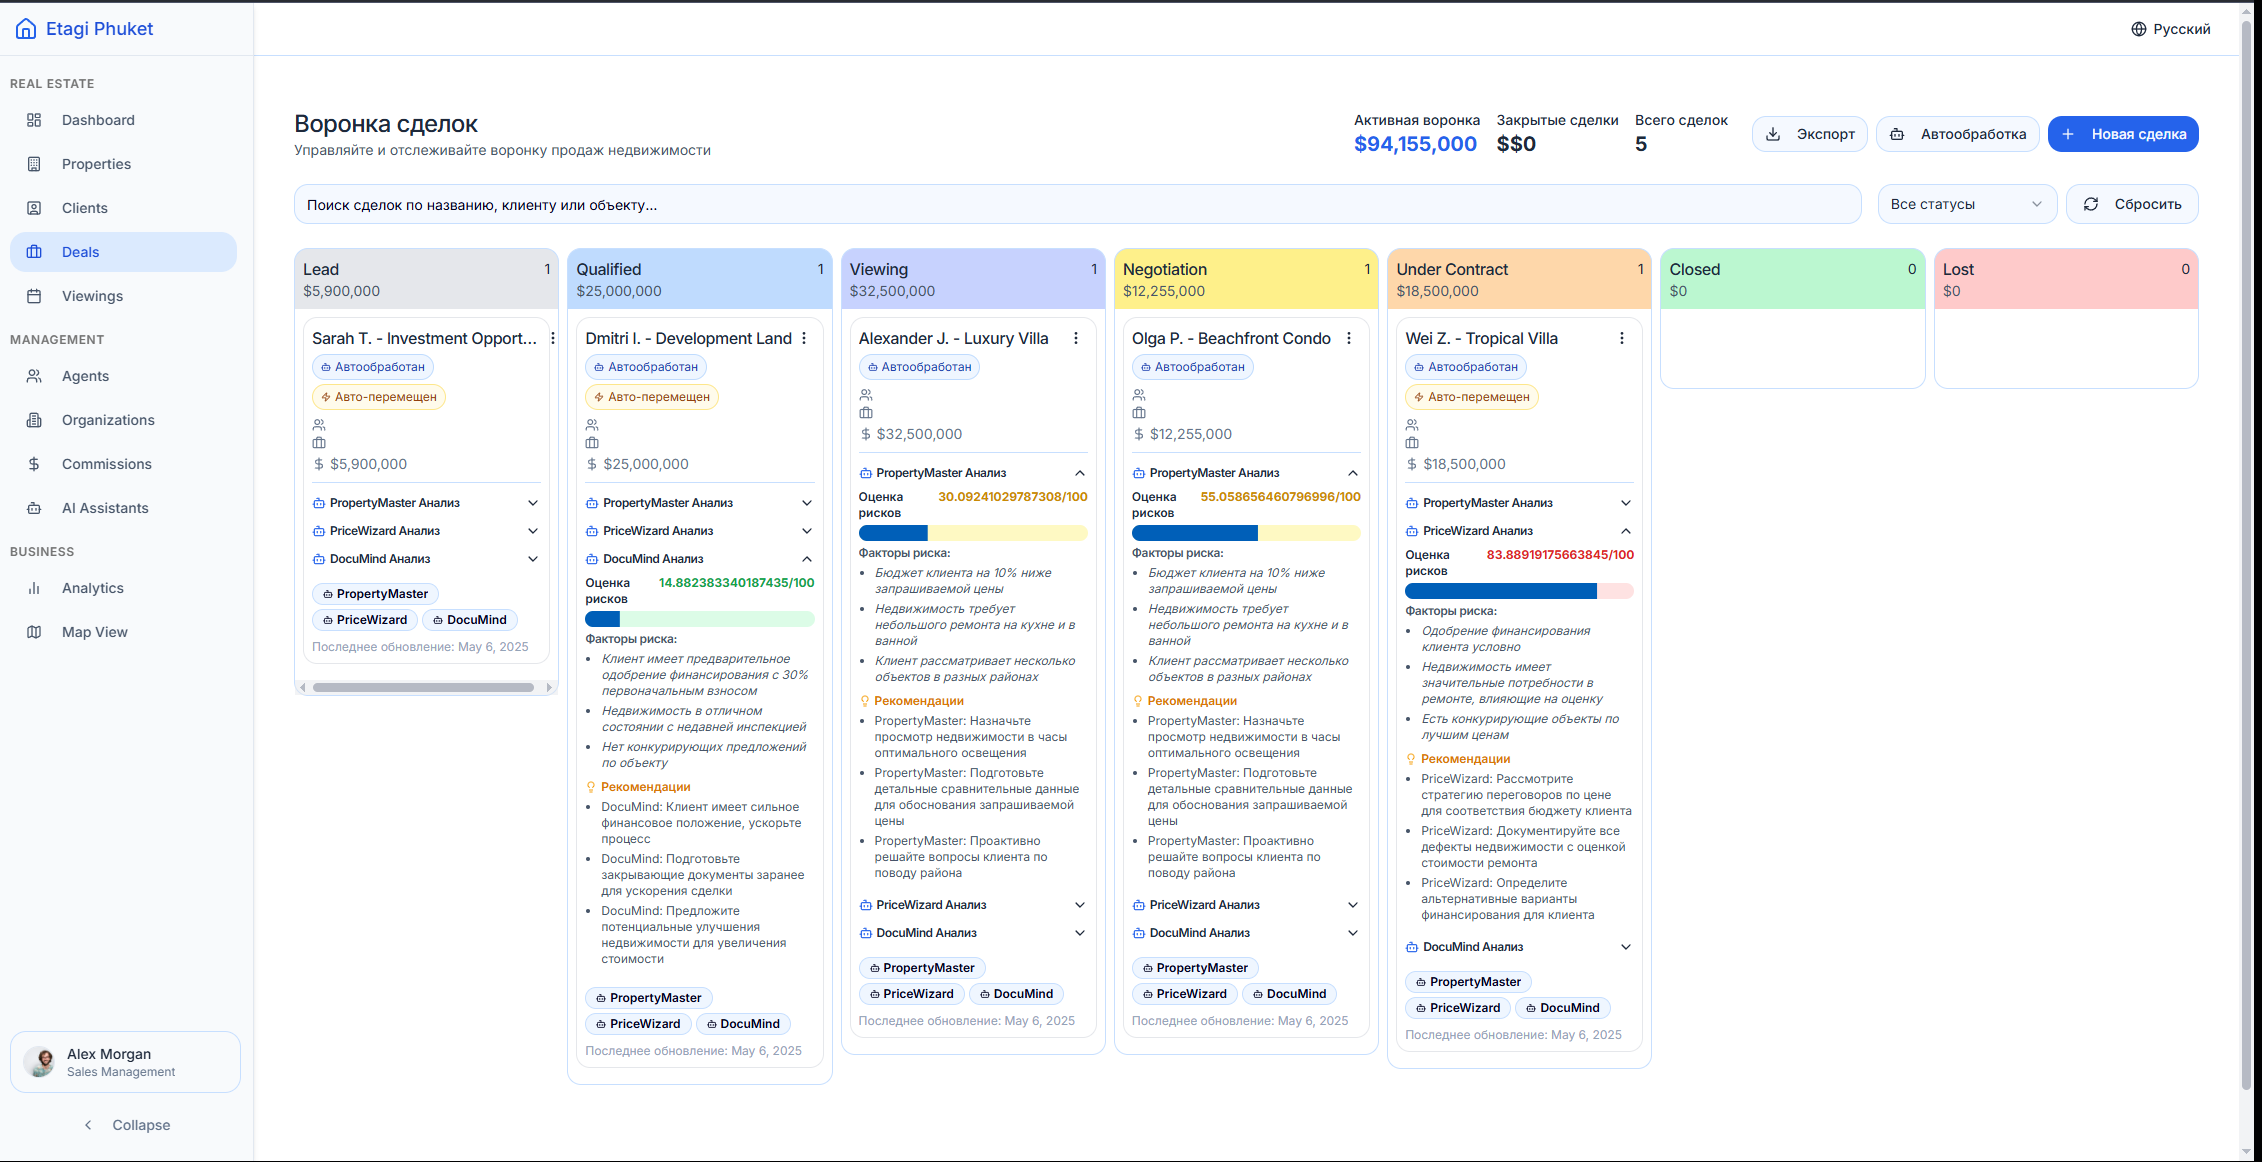 Etagi Phuket
Русский
REAL ESTATE
Dashboard
Properties
Clients
Deals
Viewings
MANAGEMENT
Agents
Organizations
Commissions
AI Assistants
BUSINESS
Analytics
Map View
Alex Morgan
Sales Management
Collapse
Воронка сделок
Управляйте и отслеживайте воронку продаж недвижимости
Активная воронка
$94,155,000
Закрытые сделки
$$0
Всего сделок
5
Экспорт
Автообработка
Новая сделка
Поиск сделок по названию, клиенту или объекту...
Все статусы
Сбросить
Lead 1
$5,900,000
Sarah T. - Investment Opport...
Автообработан
Авто-перемещен
$ $5,900,000
PropertyMaster Анализ
PriceWizard Анализ
DocuMind Анализ
PropertyMaster
PriceWizard DocuMind
Последнее обновление: May 6, 2025
Qualified 1
$25,000,000
Dmitri I. - Development Land
Автообработан
Авто-перемещен
$ $25,000,000
PropertyMaster Анализ
PriceWizard Анализ
DocuMind Анализ
Оценка 14.882383340187435/100
рисков
Факторы риска:
• Клиент имеет предварительное
одобрение финансирования с 30%
первоначальным взносом
• Недвижимость в отличном
состоянии с недавней инспекцией
• Нет конкурирующих предложений
по объекту
Рекомендации
• DocuMind: Клиент имеет сильное
финансовое положение, ускорьте
процесс
• DocuMind: Подготовьте
закрывающие документы заранее
для ускорения сделки
• DocuMind: Предложите
потенциальные улучшения
недвижимости для увеличения
стоимости
PropertyMaster
PriceWizard DocuMind
Последнее обновление: May 6, 2025
Viewing 1
$32,500,000
Alexander J. - Luxury Villa
Автообработан
$ $32,500,000
PropertyMaster Анализ
Оценка 30.09241029787308/100
рисков
Факторы риска:
• Бюджет клиента на 10% ниже
запрашиваемой цены
• Недвижимость требует
небольшого ремонта на кухне и в
ванной
• Клиент рассматривает несколько
объектов в разных районах
Рекомендации
• PropertyMaster: Назначьте
просмотр недвижимости в часы
оптимального освещения
• PropertyMaster: Подготовьте
детальные сравнительные данные
для обоснования запрашиваемой
цены
• PropertyMaster: Проактивно
решайте вопросы клиента по
поводу района
PriceWizard Анализ
DocuMind Анализ
PropertyMaster
PriceWizard DocuMind
Последнее обновление: May 6, 2025
Negotiation 1
$12,255,000
Olga P. - Beachfront Condo
Автообработан
$ $12,255,000
PropertyMaster Анализ
Оценка 55.058656460796996/100
рисков
Факторы риска:
• Бюджет клиента на 10% ниже
запрашиваемой цены
• Недвижимость требует
небольшого ремонта на кухне и в
ванной
• Клиент рассматривает несколько
объектов в разных районах
Рекомендации
• PropertyMaster: Назначьте
просмотр недвижимости в часы
оптимального освещения
• PropertyMaster: Подготовьте
детальные сравнительные данные
для обоснования запрашиваемой
цены
• PropertyMaster: Проактивно
решайте вопросы клиента по
поводу района
PriceWizard Анализ
DocuMind Анализ
PropertyMaster
PriceWizard DocuMind
Последнее обновление: May 6, 2025
Under Contract 1
$18,500,000
Wei Z. - Tropical Villa
Автообработан
Авто-перемещен
$ $18,500,000
PropertyMaster Анализ
PriceWizard Анализ
Оценка 83.88919175663845/100
рисков
Факторы риска:
• Одобрение финансирования
клиента условно
• Недвижимость имеет
значительные потребности в
ремонте, влияющие на оценку
• Есть конкурирующие объекты по
лучшим ценам
Рекомендации
• PriceWizard: Рассмотрите
стратегию переговоров по цене
для соответствия бюджету клиента
• PriceWizard: Документируйте все
дефекты недвижимости с оценкой
стоимости ремонта
• PriceWizard: Определите
альтернативные варианты
финансирования для клиента
DocuMind Анализ
PropertyMaster
PriceWizard DocuMind
Последнее обновление: May 6, 2025
Closed 0
$0
Lost 0
$0